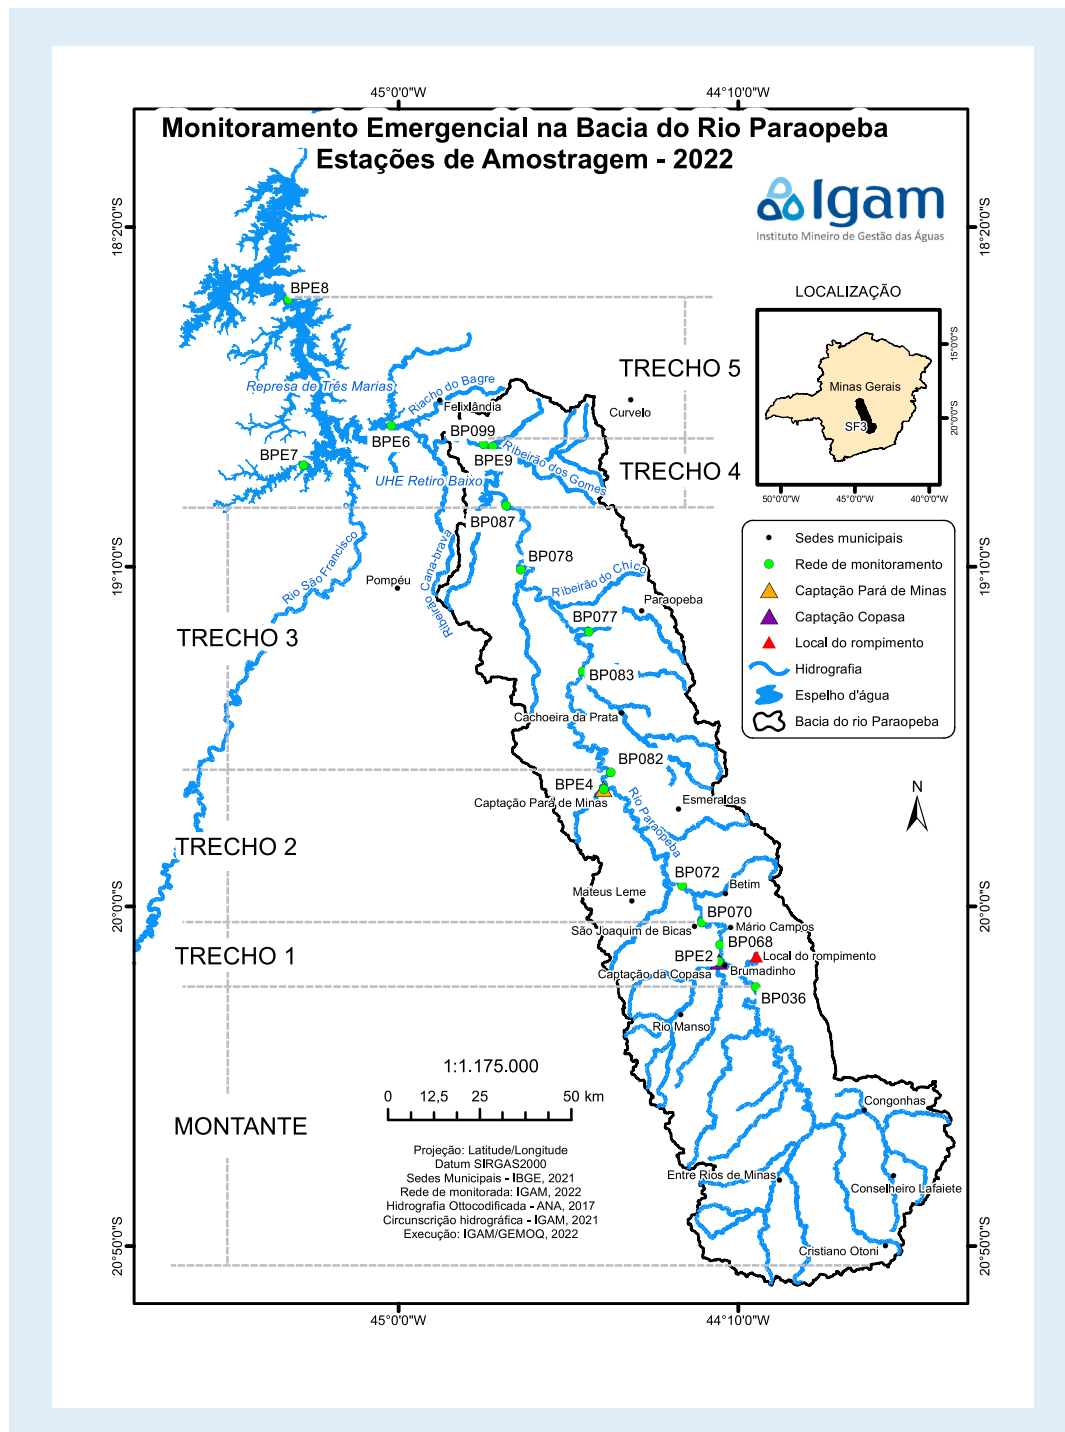 45°0'0"W
44°10'0"W
Monitoramento Emergencial na Bacia do Rio Paraopeba
Estações de Amostragem - 2022
Igam
Instituto Mineiro de Gestão das Águas
18°20'0"S
18°20'0"S
BPE8
LOCALIZAÇÃO
15°0'0"S
TRECHO 5
Represa de Três Marias
Riacho do Bagre
Minas Gerais
Felixlândia
Curvelo
20°0'0"S
SF3
BP099
BPE6
BPE7
BPE9
Ribeirão dos Gomes
TRECHO 4
UHE Retiro Baixo
50°0'0"W
45°0'0"W
40°0'0"W
BP087
Sedes municipais
Rede de monitoramento
Captação Pará de Minas
Captação Copasa
Local do rompimento
Hidrografia
Espelho d'água
Bacia do rio Paraopeba
19°10'0"S
19°10'0"S
BP078
Rio São Francisco
Pompéu
Ribeirão Cana-brava
Ribeirão do Chico
Paraopeba
BP077
TRECHO 3
BP083
Cachoeira da Prata
BP082
BPE4
Captação Pará de Minas
Rio Paraopeba
Esmeraldas
N
TRECHO 2
BP072
Betim
Mateus Leme
20°0'0"S
20°0'0"S
BP070
São Joaquim de Bicas
Mário Campos
BP068
TRECHO 1
BPE2
Local do rompimento
Captação da Copasa
Brumadinho
BP036
Rio Manso
1:1.175.000
0 12,5 25 50 km
Congonhas
MONTANTE
Projeção: Latitude/Longitude
Datum SIRGAS2000
Sedes Municipais - IBGE, 2021
Rede de monitorada: IGAM, 2022
Hidrografia Ottocodificada - ANA, 2017
Circunscrição hidrográfica - IGAM, 2021
Execução: IGAM/GEMOQ, 2022
Entre Rios de Minas
Conselheiro Lafaiete
Cristiano Otoni
20°50'0"S
20°50'0"S
45°0'0"W
44°10'0"W